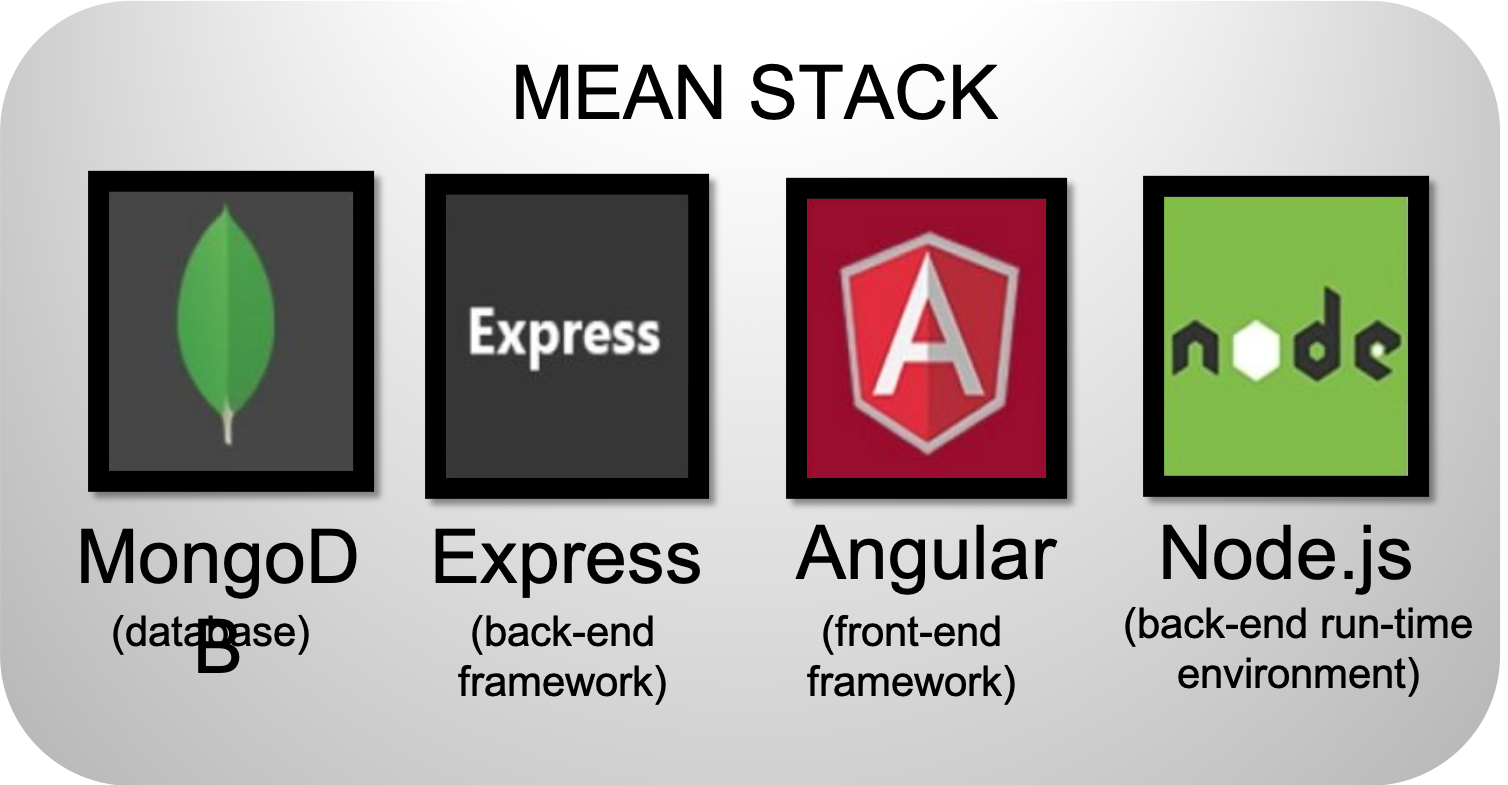 MEAN STACK
Express
node
MongoD
B
(database)
Express
(back-end
framework)
Angular
(front-end
framework)
Node.js
(back-end run-time
environment)